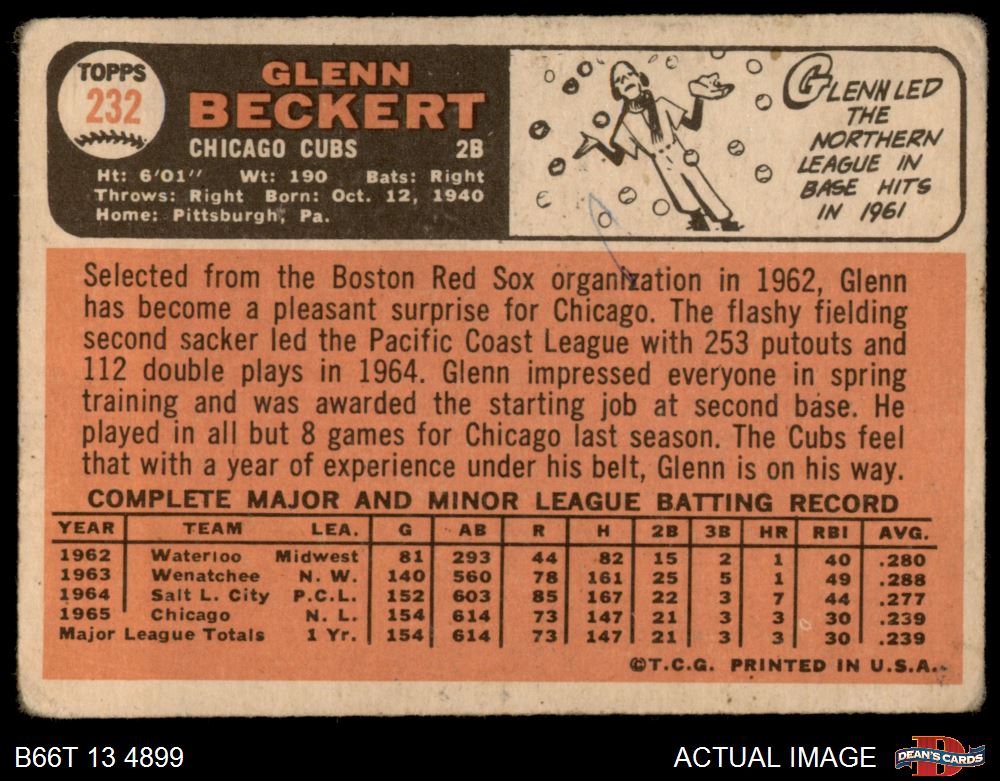 TOPPS
232
GLENN
BECKERT
CHICAGO CUBS 2B
Ht: 6'01" Wt: 190 Bats: Right
Throws: Right Born: Oct. 12, 1940
Home: Pittsburgh, Pa.
GLENN LED
THE
NORTHERN
LEAGUE IN
BASE HITS
IN 1961
Selected from the Boston Red Sox organization in 1962, Glenn
has become a pleasant surprise for Chicago. The flashy fielding
second sacker led the Pacific Coast League with 253 putouts and
112 double plays in 1964. Glenn impressed everyone in spring
training and was awarded the starting job at second base. He
played in all but 8 games for Chicago last season. The Cubs feel
that with a year of experience under his belt, Glenn is on his way.
COMPLETE MAJOR AND MINOR LEAGUE BATTING RECORD
YEAR TEAM LEA. G AB R H 2B 3B HR RBI AVG.
1962 Waterloo Midwest 81 293 44 82 15 2 1 40 .280
1963 Wenatchee N. W. 140 560 78 161 25 5 1 49 .288
1964 Salt L. City P.C.L. 152 603 85 167 22 3 7 44 .277
1965 Chicago N. L. 154 614 73 147 21 3 3 30 .239
Major League Totals 1 Yr. 154 614 73 147 21 3 3 30 .239
©T.C.G. PRINTED IN U.S.A.
B66T 13 4899
ACTUAL IMAGE
D
DEAN'S CARDS